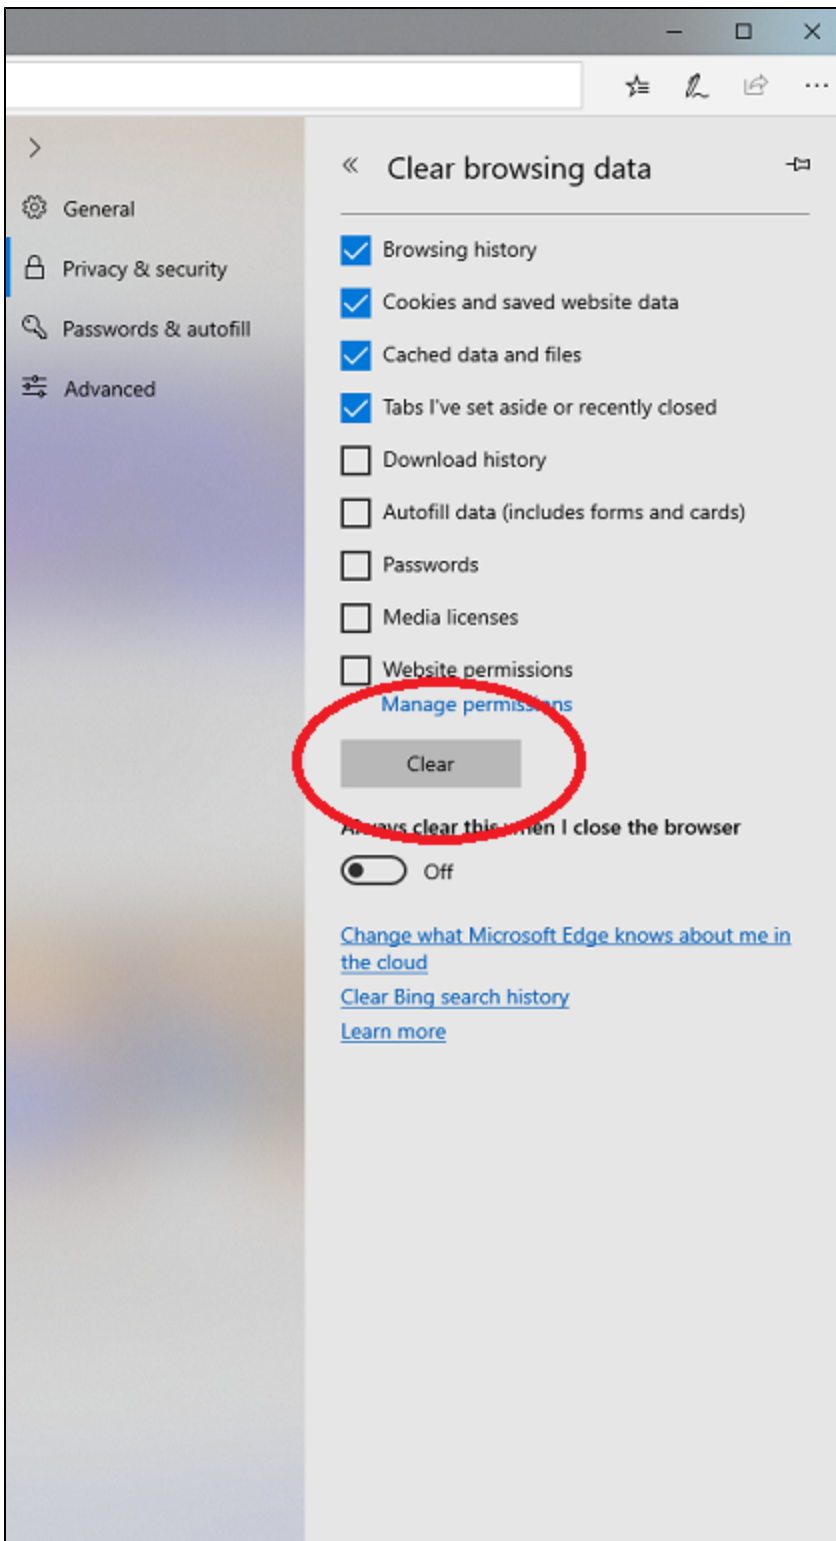 Clear browsing data
General
Privacy & security
Passwords & autofill
Advanced
Browsing history
Cookies and saved website data
Cached data and files
Tabs I've set aside or recently closed
Download history
Autofill data (includes forms and cards)
Passwords
Media licenses
Website permissions
Manage permissions
Clear
Always clear this when I close the browser
Off
Change what Microsoft Edge knows about me in
the cloud
Clear Bing search history
Learn more